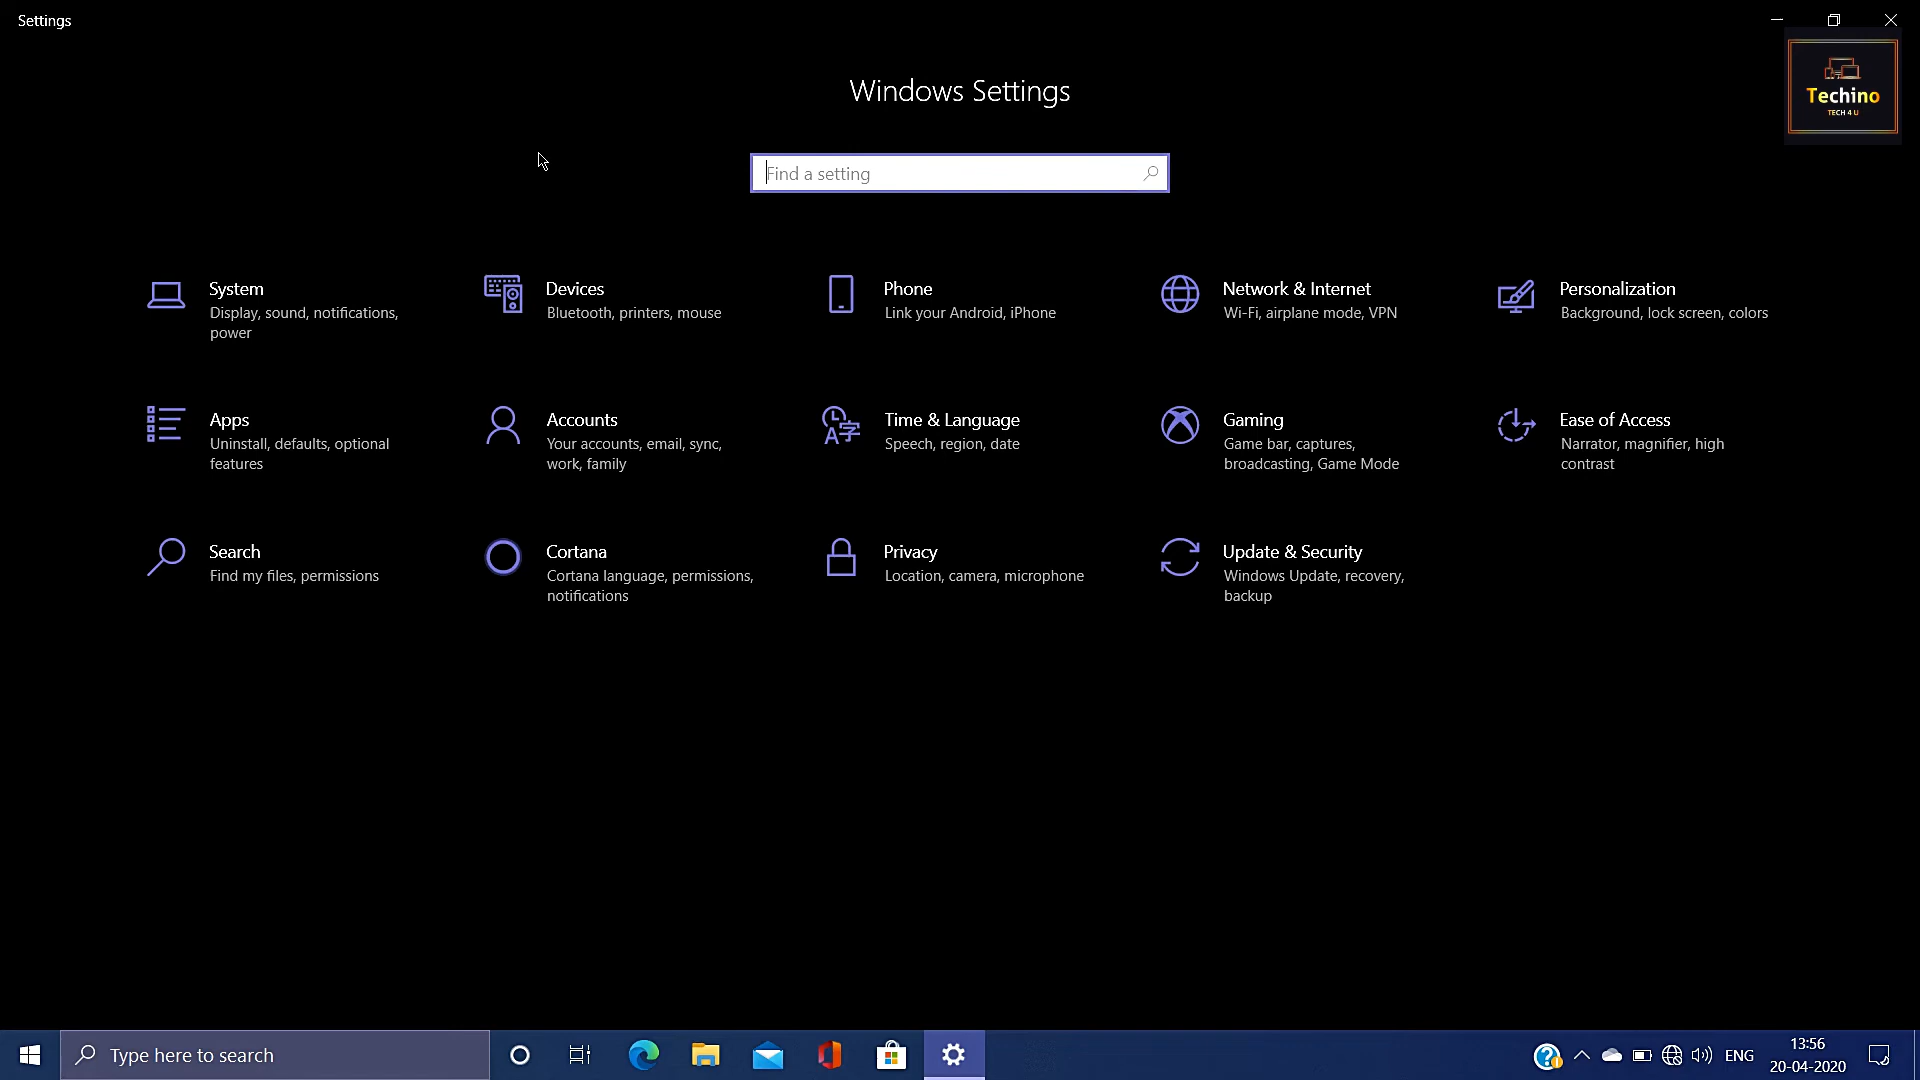 Settings
Techino
TECH 4 U
Windows Settings
Find a setting
System
Display, sound, notifications,
power
Devices
Bluetooth, printers, mouse
Phone
Link your Android, iPhone
Network & Internet
Wi-Fi, airplane mode, VPN
Personalization
Background, lock screen, colors
Apps
Uninstall, defaults, optional
features
Accounts
Your accounts, email, sync,
work, family
Time & Language
Speech, region, date
Gaming
Game bar, captures,
broadcasting, Game Mode
Ease of Access
Narrator, magnifier, high
contrast
Search
Find my files, permissions
Cortana
Cortana language, permissions,
notifications
Privacy
Location, camera, microphone
Update & Security
Windows Update, recovery,
backup
Type here to search
ENG
13:56
20-04-2020